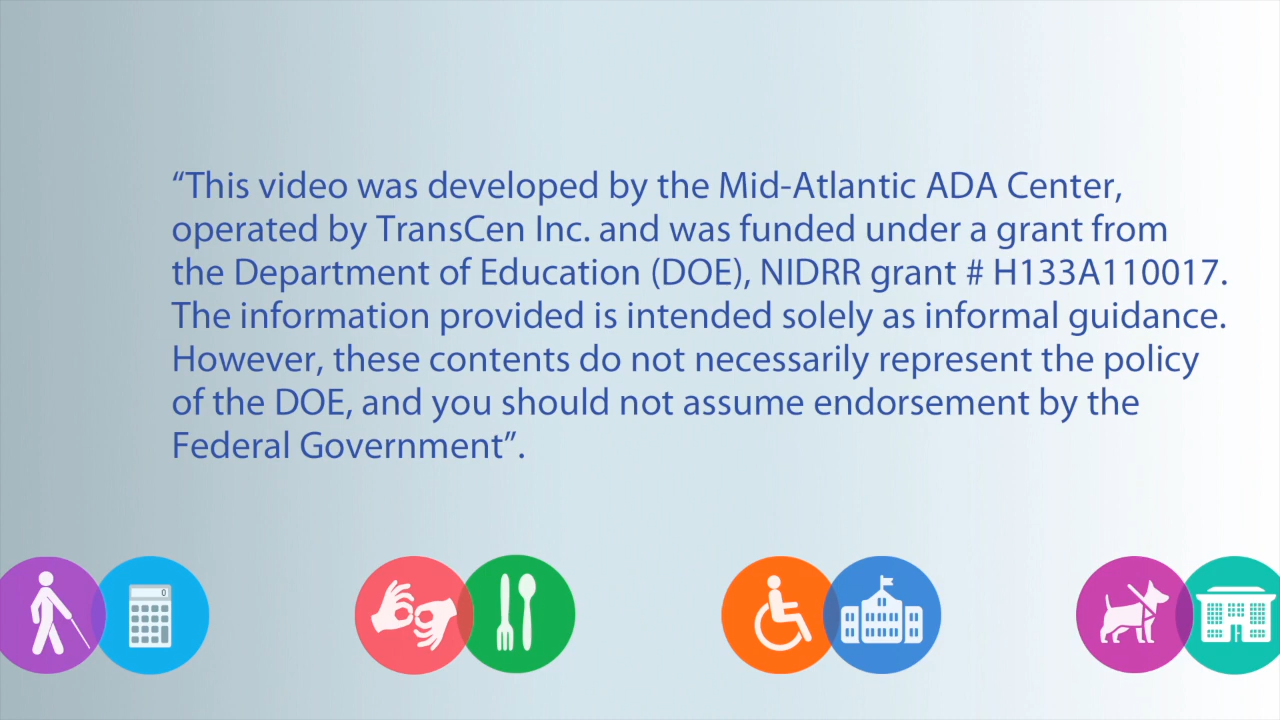 “This video was developed by the Mid-Atlantic ADA Center,
operated by TransCen Inc. and was funded under a grant from
the Department of Education (DOE), NIDRR grant # H133A110017.
The information provided is intended solely as informal guidance.
However, these contents do not necessarily represent the policy
of the DOE, and you should not assume endorsement by the
Federal Government”.
0